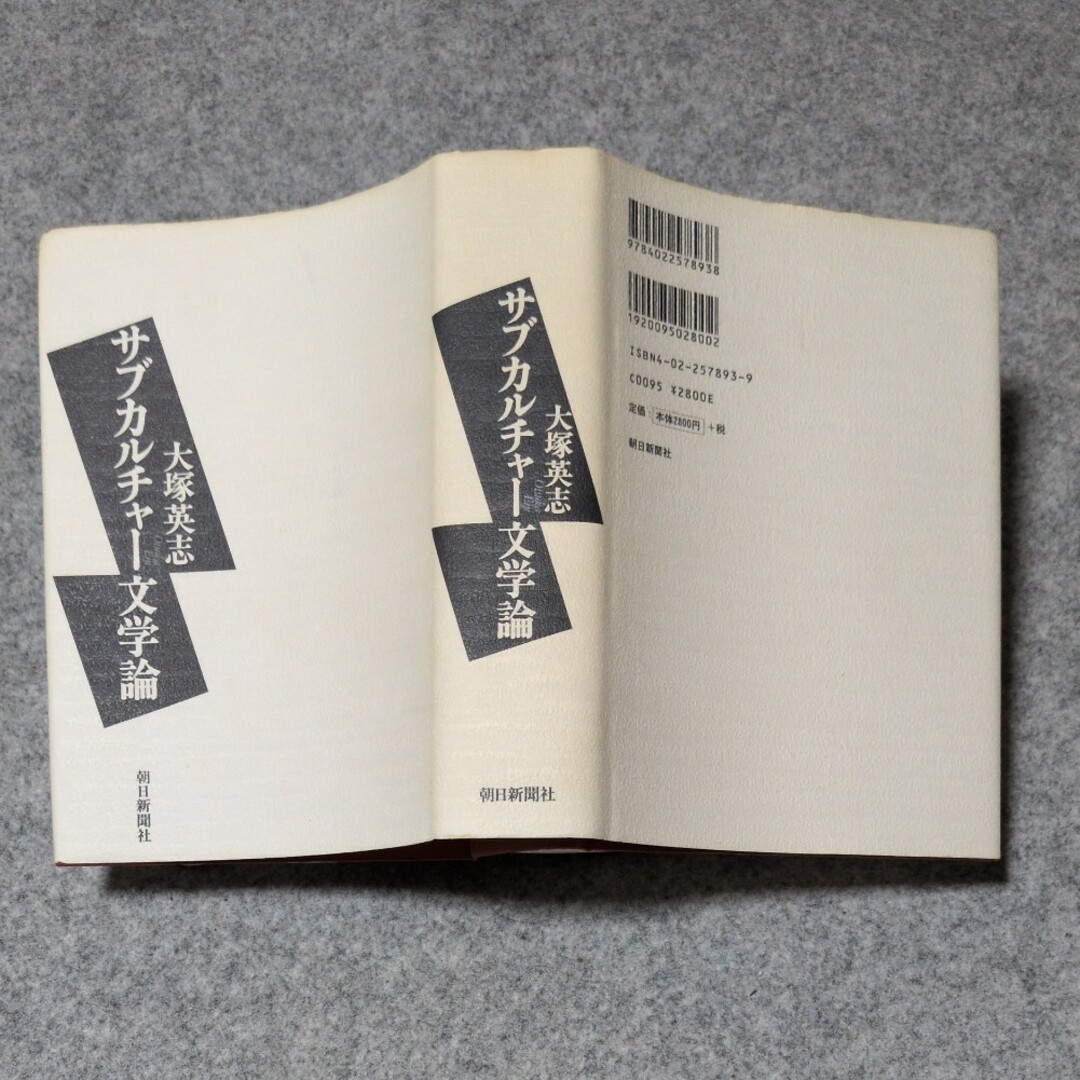 サブカルチャー文学論
大塚英志
朝日新聞社
サブカルチャー文学論
大塚英志
朝日新聞社
9784022578938
1920095028002
ISBN4-02-257893-9
C0095 ¥2800E
定価：本体2800円＋税
朝日新聞社